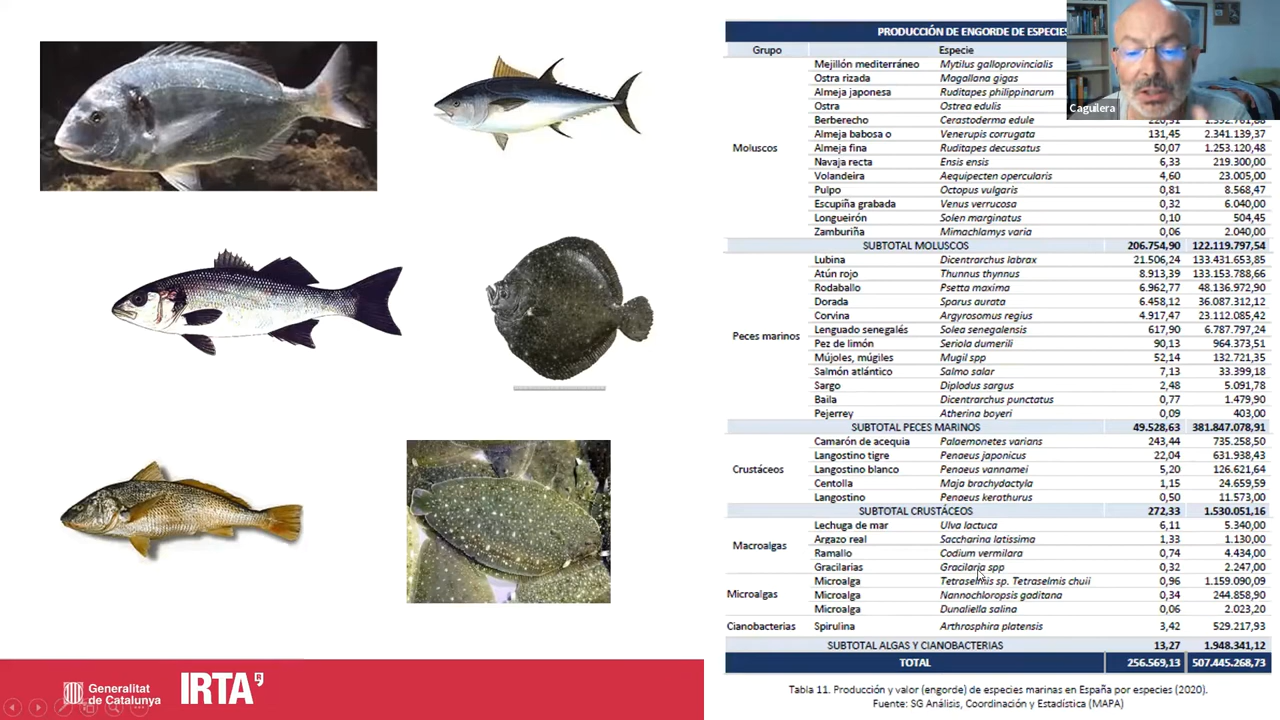 PRODUCCIÓN DE ENGORDE DE ESPECIES
Grupo Especie
Moluscos
Mejillón mediterráneo Mytilus galloprovincialis
Ostra rizada Magallana gigas
Almeja japonesa Ruditapes philippinarum
Ostra Ostrea edulis
Berberecho Cerastoderma edule
Almeja babosa o Venerupis corrugata 131,45 2.341.139,37
Almeja fina Ruditapes decussatus 50,07 1.253.120,48
Navaja recta Ensis ensis 6,33 219.300,00
Volandeira Aequipecten opercularis 4,60 23.005,00
Pulpo Octopus vulgaris 0,81 8.568,47
Escupiña grabada Venus verrucosa 0,32 6.040,00
Longueirón Solen marginatus 0,10 504,45
Zamburiña Mimachlamys varia 0,06 2.040,00
SUBTOTAL MOLUSCOS 206.754,90 122.119.797,54
Peces marinos
Lubina Dicentrarchus labrax 21.506,24 133.431.653,85
Atún rojo Thunnus thynnus 8.913,39 133.153.788,66
Rodaballo Psetta maxima 6.962,77 48.136.972,90
Dorada Sparus aurata 6.458,12 36.087.312,12
Corvina Argyrosomus regius 4.917,47 23.112.085,42
Lenguado senegalés Solea senegalensis 617,90 6.787.797,24
Pez de limón Seriola dumerili 90,13 964.373,51
Mújoles, múgiles Mugil spp 52,14 132.721,35
Salmón atlántico Salmo salar 7,13 33.399,18
Sargo Diplodus sargus 2,48 5.091,78
Baila Dicentrarchus punctatus 0,77 1.479,90
Pejerrey Atherina boyeri 0,09 403,00
SUBTOTAL PECES MARINOS 49.528,63 381.847.078,91
Crustáceos
Camarón de acequia Palaemonetes varians 243,44 735.258,50
Langostino tigre Penaeus japonicus 22,04 631.938,43
Langostino blanco Penaeus vannamei 5,20 126.621,64
Centolla Maja brachydactyla 1,15 24.659,59
Langostino Penaeus kerathurus 0,50 11.573,00
SUBTOTAL CRUSTÁCEOS 272,33 1.530.051,16
Macroalgas
Lechuga de mar Ulva lactuca 6,11 5.340,00
Argazo real Saccharina latissima 1,33 1.130,00
Ramallo Codium vermilara 0,74 4.434,00
Gracilarias Gracilaria spp 0,32 2.247,00
Microalgas
Microalga Tetraselmis sp. Tetraselmis chuii 0,96 1.159.090,09
Microalga Nannochloropsis gaditana 0,34 244.858,90
Microalga Dunaliella salina 0,06 2.023,20
Cianobacterias Spirulina Arthrosphira platensis 3,42 529.217,93
SUBTOTAL ALGAS Y CIANOBACTERIAS 13,27 1.948.341,12
TOTAL 256.569,13 507.445.268,73
Tabla 11. Producción y valor (engorde) de especies marinas en España por especies (2020).
Fuente: SG Análisis, Coordinación y Estadística (MAPA)
Caguilera
Generalitat
de Catalunya
IRTA